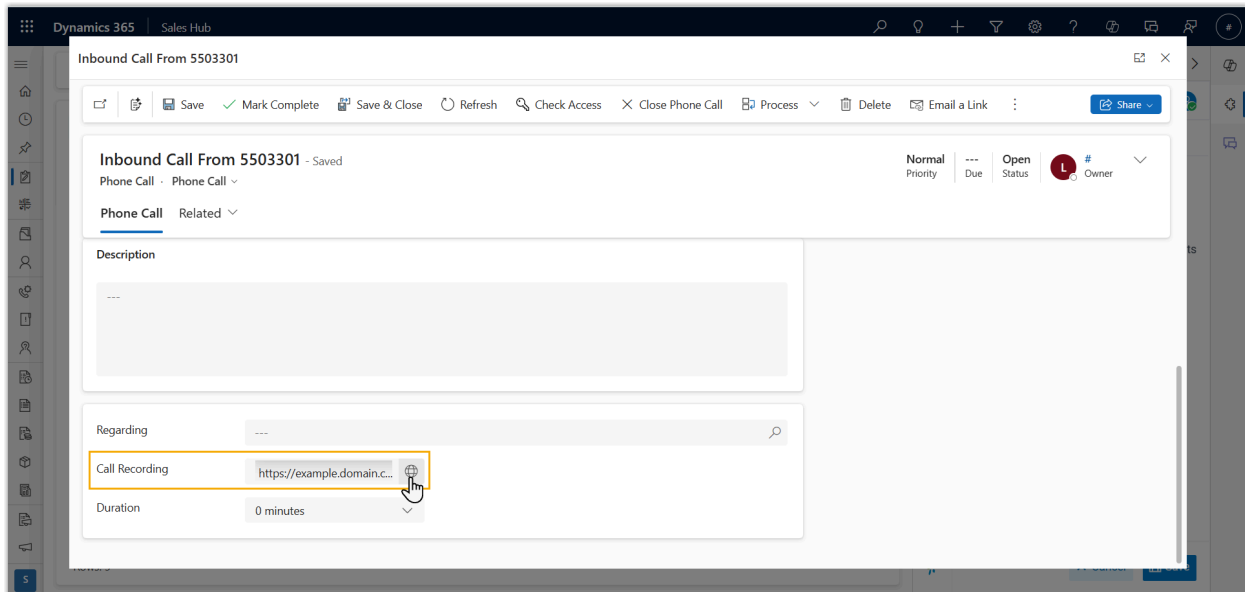 Dynamics 365 Sales Hub #
Inbound Call From 5503301
Save Mark Complete Save & Close Refresh Check Access Close Phone Call Process Delete Email a Link Share
Inbound Call From 5503301 - Saved
Normal --- Open L #
Priority Due Status Owner
Phone Call · Phone Call
Phone Call Related
ts
Description
---
Regarding ---
Call Recording https://example.domain.c...
Duration 0 minutes
S